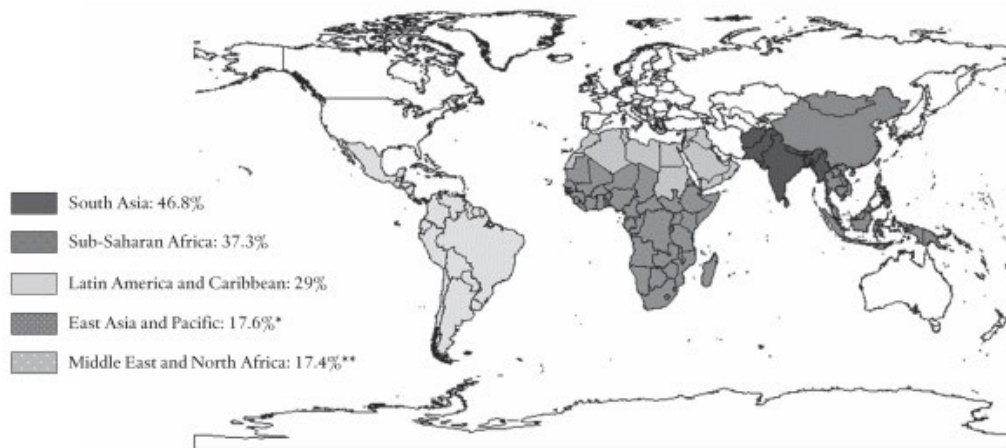 South Asia: 46.8%
Sub-Saharan Africa: 37.3%
Latin America and Caribbean: 29%
East Asia and Pacific: 17.6%*
Middle East and North Africa: 17.4%**